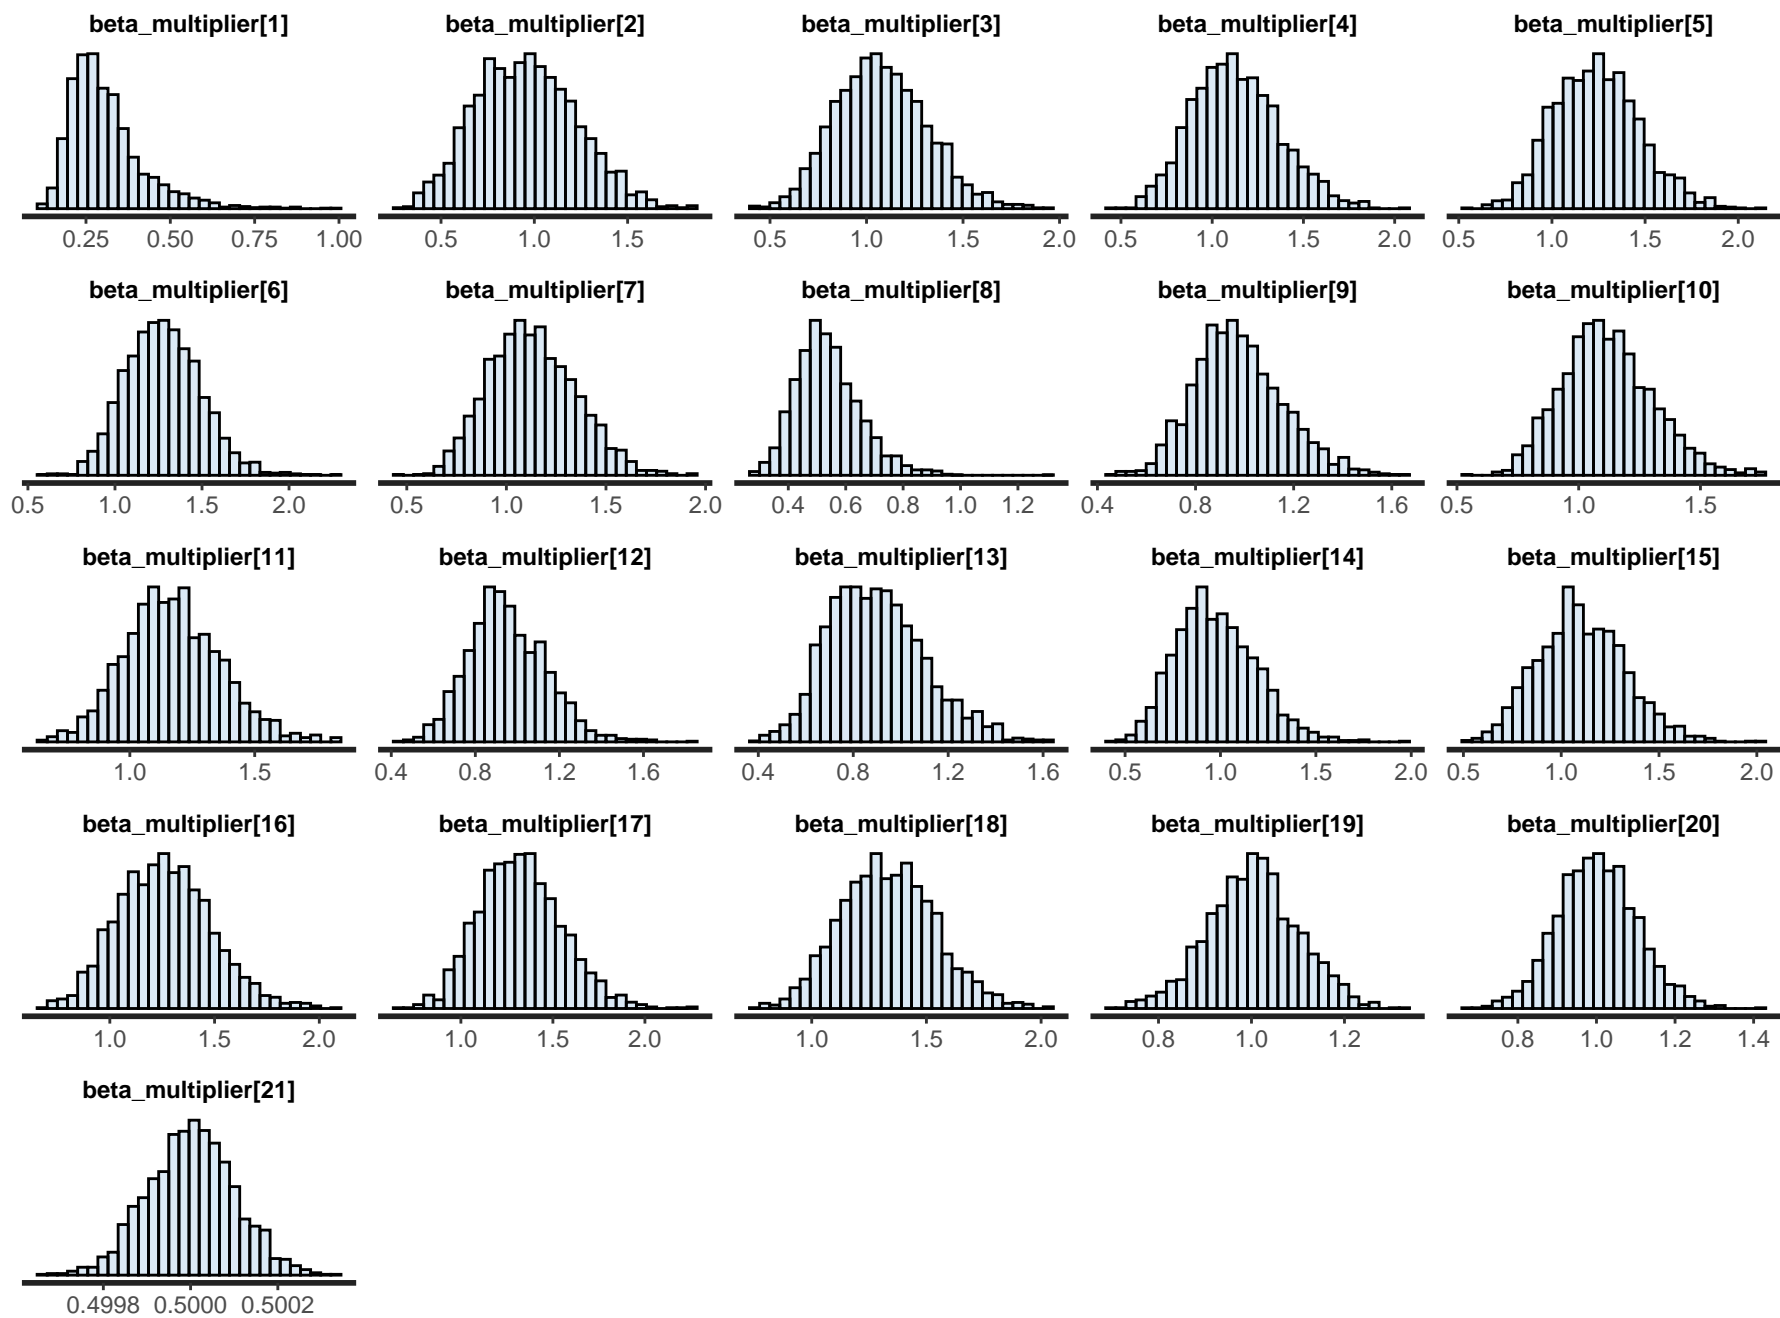 beta_multiplier[1] beta_multiplier[2] beta_multiplier[3] beta_multiplier[4] beta_multiplier[5]
0.25 0.50 0.75 1.00 0.5 1.0 1.5 0.5 1.0 1.5 2.0 0.5 1.0 1.5 2.0 0.5 1.0 1.5 2.0
beta_multiplier[6] beta_multiplier[7] beta_multiplier[8] beta_multiplier[9] beta_multiplier[10]
0.5 1.0 1.5 2.0 0.5 1.0 1.5 2.0 0.4 0.6 0.8 1.0 1.2 0.4 0.8 1.2 1.6 0.5 1.0 1.5
beta_multiplier[11] beta_multiplier[12] beta_multiplier[13] beta_multiplier[14] beta_multiplier[15]
1.0 1.5 0.4 0.8 1.2 1.6 0.4 0.8 1.2 1.6 0.5 1.0 1.5 2.0 0.5 1.0 1.5 2.0
beta_multiplier[16] beta_multiplier[17] beta_multiplier[18] beta_multiplier[19] beta_multiplier[20]
1.0 1.5 2.0 1.0 1.5 2.0 1.0 1.5 2.0 0.8 1.0 1.2 0.8 1.0 1.2 1.4
beta_multiplier[21]
0.4998 0.5000 0.5002